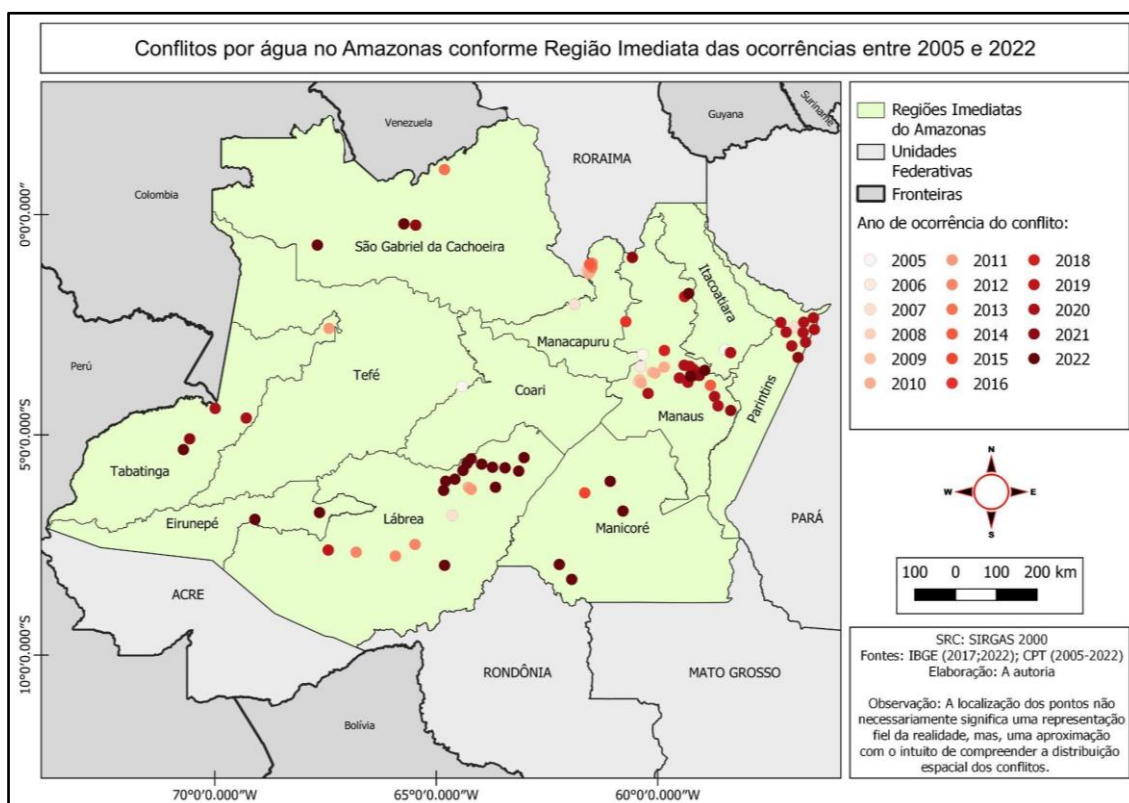 Conflitos por água no Amazonas conforme Região Imediata das ocorrências entre 2005 e 2022
Venezuela
Guyana
Suriname
Colombia
RORAIMA
São Gabriel da Cachoeira
Itacoatiara
Manacapuru
Perú
Tefé
Coari
Parintins
Manaus
Tabatinga
Eirunepé
Lábrea
Manicoré
PARÁ
ACRE
RONDÔNIA
MATO GROSSO
Bolívia
0°0'0.000"
5°0'0.000"S
10°0'0.000"S
70°0'0.000"W
65°0'0.000"W
60°0'0.000"W
Regiões Imediatas
do Amazonas
Unidades
Federativas
Fronteiras
Ano de ocorrência do conflito:
2005 2011 2018
2006 2012 2019
2007 2013 2020
2008 2014 2021
2009 2015 2022
2010 2016
N
W E
S
100 0 100 200 km
SRC: SIRGAS 2000
Fontes: IBGE (2017;2022); CPT (2005-2022)
Elaboração: A autoria
Observação: A localização dos pontos não
necessariamente significa uma representação
fiel da realidade, mas, uma aproximação
com o intuito de compreender a distribuição
espacial dos conflitos.